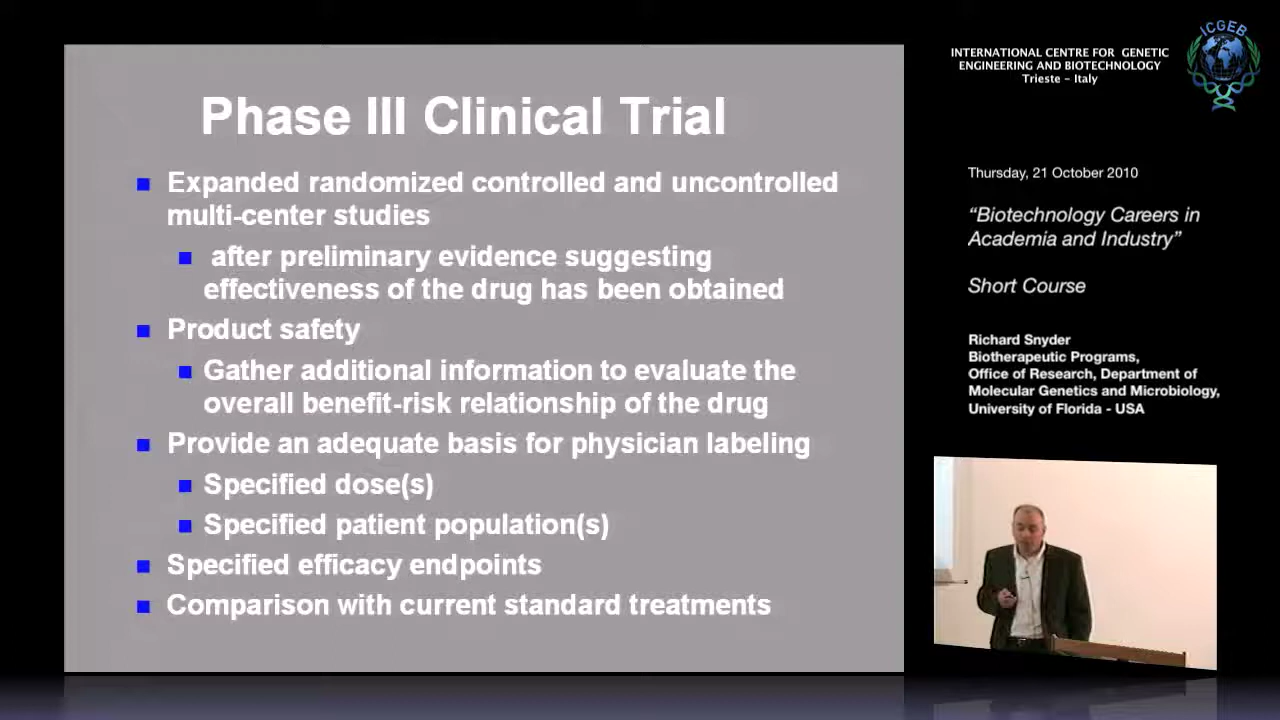 Phase III Clinical Trial
Expanded randomized controlled and uncontrolled
multi-center studies
after preliminary evidence suggesting
effectiveness of the drug has been obtained
Product safety
Gather additional information to evaluate the
overall benefit-risk relationship of the drug
Provide an adequate basis for physician labeling
Specified dose(s)
Specified patient population(s)
Specified efficacy endpoints
Comparison with current standard treatments
INTERNATIONAL CENTRE FOR GENETIC
ENGINEERING AND BIOTECHNOLOGY
Trieste - Italy
ICGEB
Thursday, 21 October 2010
“Biotechnology Careers in
Academia and Industry”
Short Course
Richard Snyder
Biotherapeutic Programs,
Office of Research, Department of
Molecular Genetics and Microbiology,
University of Florida - USA